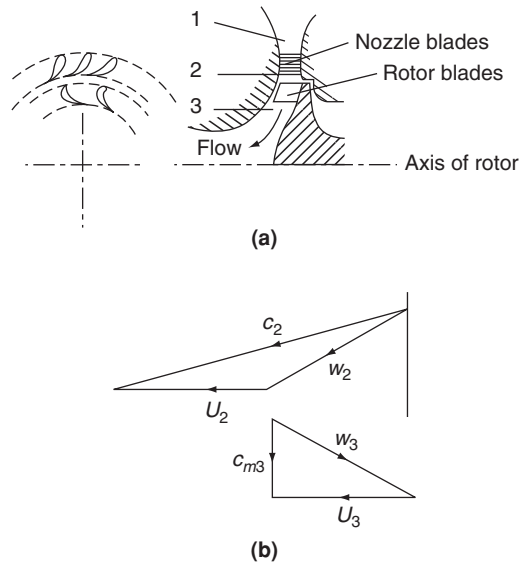 1
Nozzle blades
2
Rotor blades
3
Flow
Axis of rotor
(a)
c2
w2
U2
w3
cm3
U3
(b)